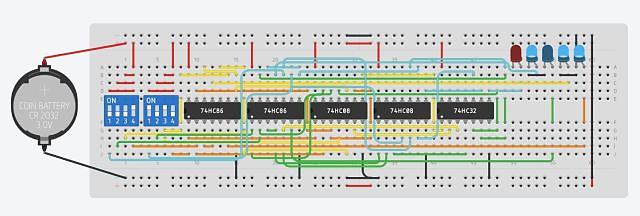 COIN BATTERY
CR 2032
3.0V
ON
1 2 3 4
ON
1 2 3 4
74HC86
74HC86
74HC08
74HC08
74HC32